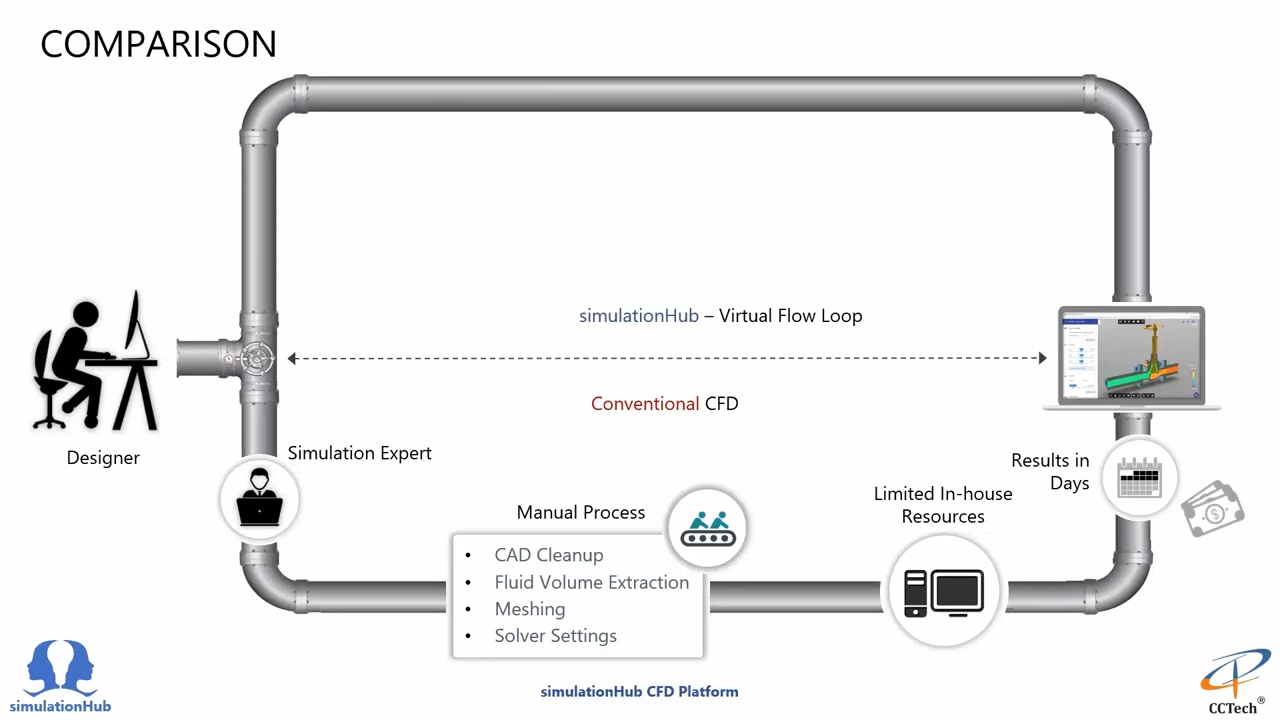 COMPARISON
simulationHub – Virtual Flow Loop
Conventional CFD
Designer
Simulation Expert
Manual Process
• CAD Cleanup
• Fluid Volume Extraction
• Meshing
• Solver Settings
Limited In-house
Resources
Results in
Days
simulationHub
simulationHub CFD Platform
CCTech®